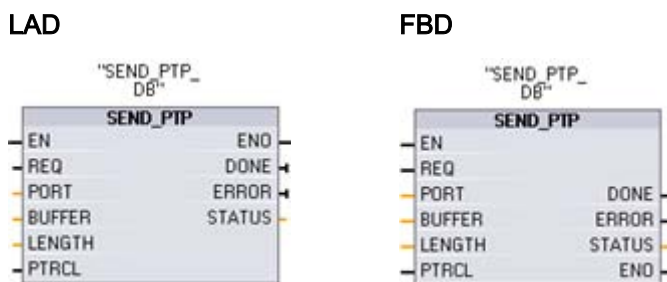 LAD
"SEND_PTP_
DB"
SEND_PTP
EN ENO
REQ DONE
PORT ERROR
BUFFER STATUS
LENGTH
PTRCL
FBD
"SEND_PTP_
DB"
SEND_PTP
EN
REQ
PORT DONE
BUFFER ERROR
LENGTH STATUS
PTRCL ENO